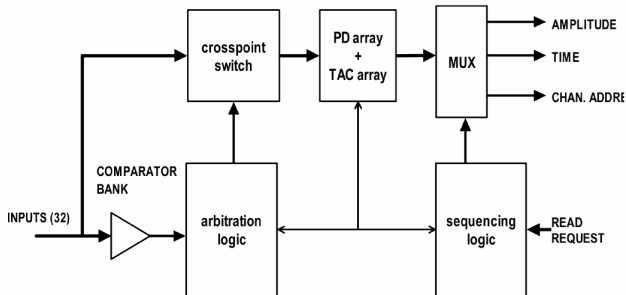 AMPLITUDE
crosspoint
switch
PD array
+
TAC array
MUX
TIME
CHAN. ADDRE
COMPARATOR
BANK
INPUTS (32)
arbitration
logic
sequencing
logic
READ
REQUEST